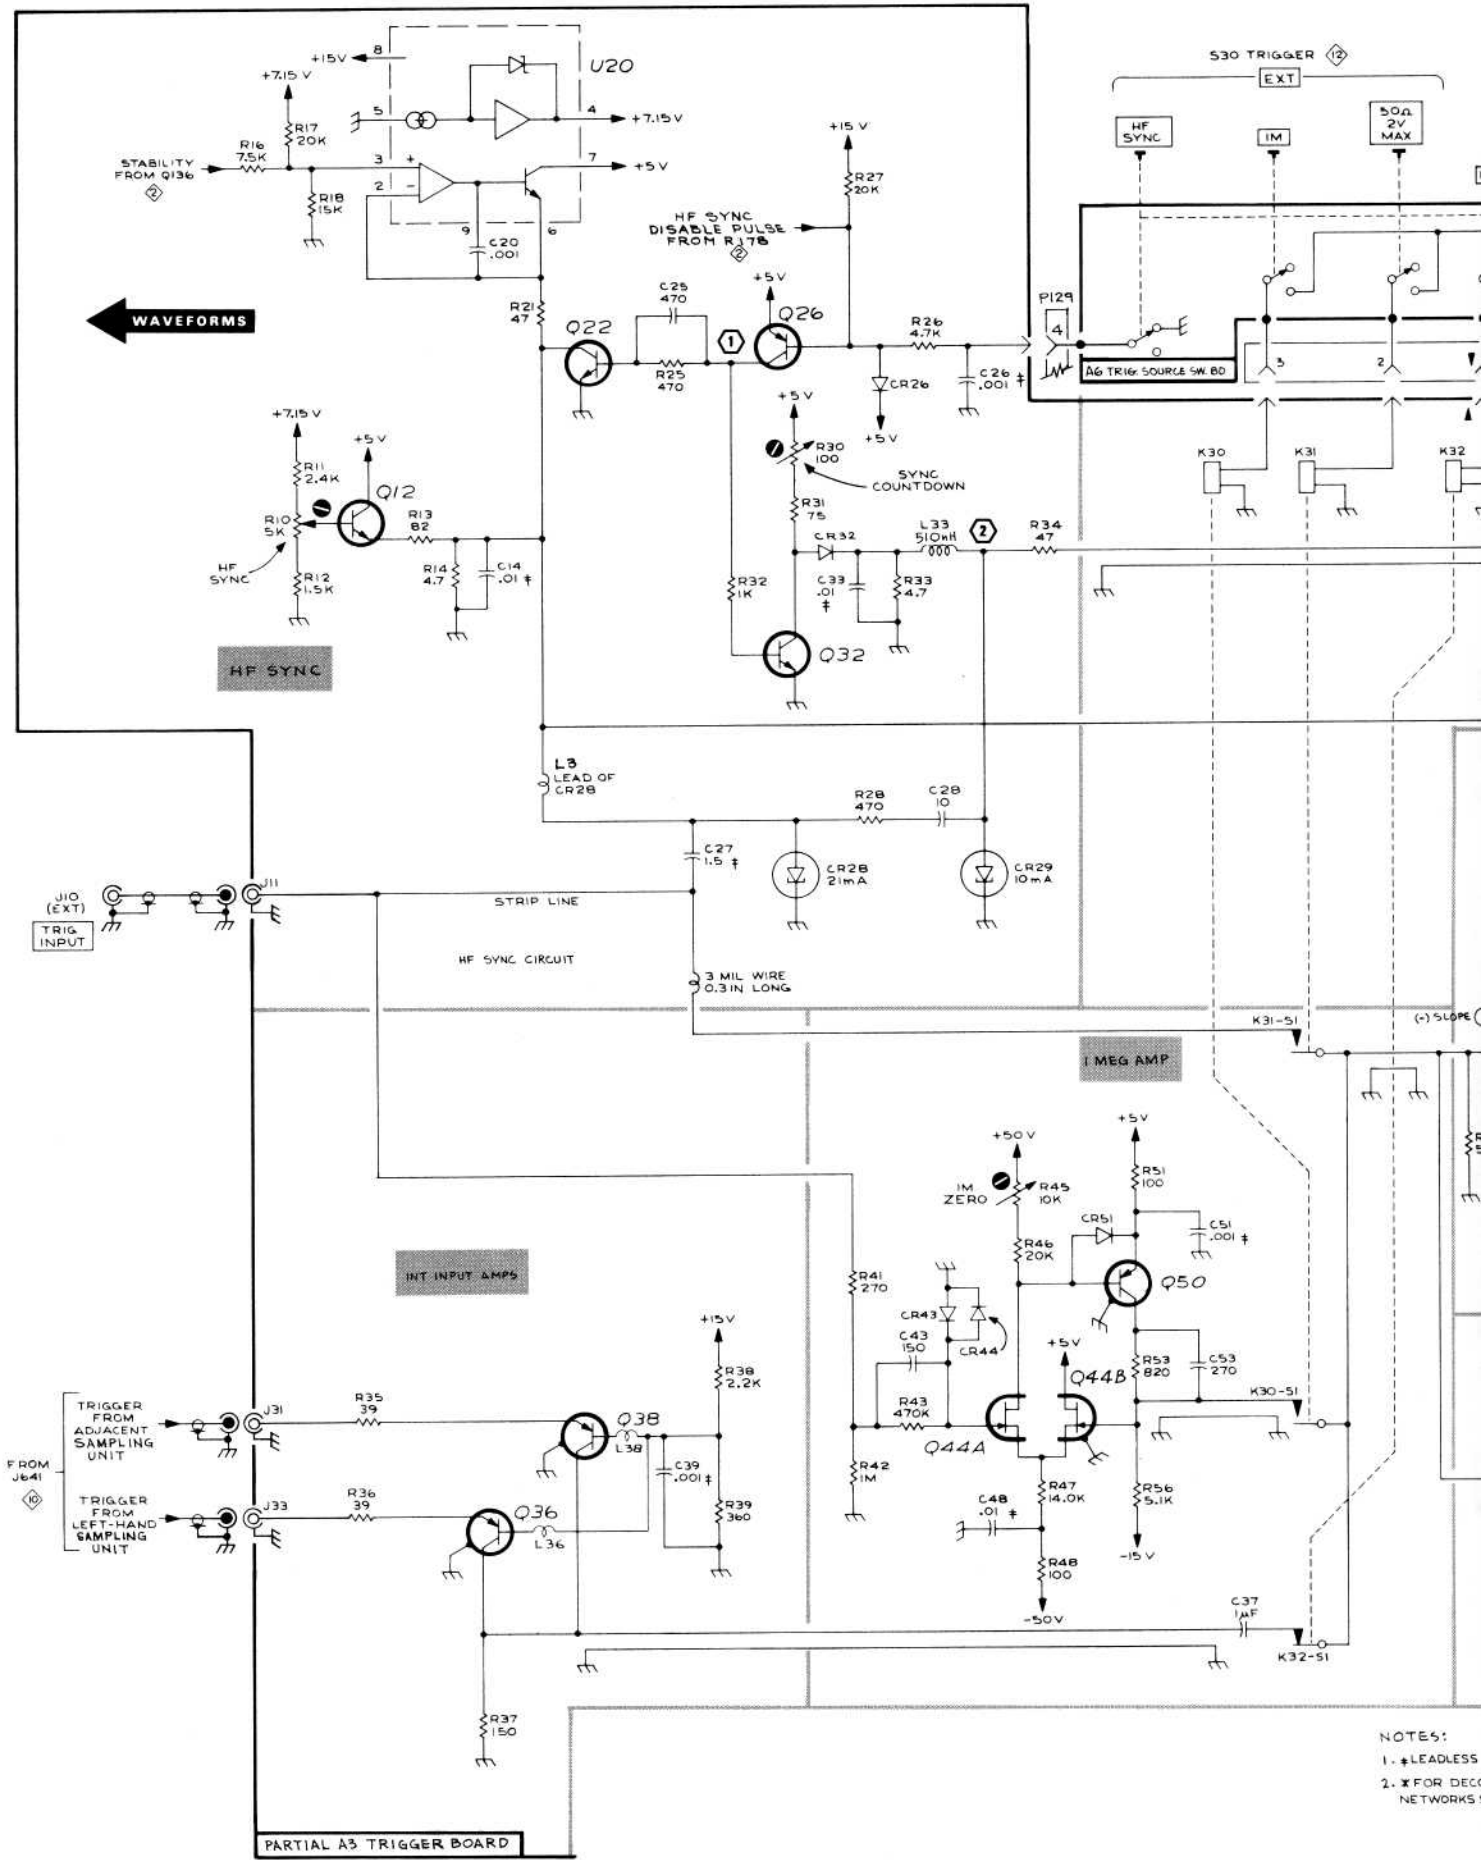 +15V
8
U20
+7.15 V
5
4
+7.15 V
R17
20K
R16
7.5K
STABILITY
FROM Q136
2
3
+
2
-
7
+5 V
R18
15K
9
6
C20
.001
WAVEFORMS
R21
47
Q22
C25
470
R25
470
1
HF SYNC
DISABLE PULSE
FROM R178
2
+15 V
R27
20K
+5V
Q26
R26
4.7K
CR26
+5V
C26
.001 ‡
S30 TRIGGER 12
EXT
HF
SYNC
1M
50Ω
2V
MAX
P129
4
A6 TRIG. SOURCE SW. BD
3
2
1
K30
K31
K32
+7.15 V
R11
2.4K
+5 V
Q12
R10
5K
HF
SYNC
R12
1.5K
R13
82
R14
4.7
C14
.01 ‡
+5 V
R30
100
SYNC
COUNTDOWN
R31
75
CR32
L33
510nH
2
R34
47
R32
1K
C33
.01
‡
R33
4.7
Q32
HF SYNC
L3
LEAD OF
CR28
R28
470
C28
10
C27
1.5 ‡
CR28
21mA
CR29
10mA
J10
(EXT)
TRIG
INPUT
J11
STRIP LINE
HF SYNC CIRCUIT
3 MIL WIRE
0.3 IN LONG
K31-S1
(-) SLOPE
1 MEG AMP
+50V
1M
ZERO
R45
10K
R46
20K
+5V
R51
100
CR51
C51
.001 ‡
Q50
INT INPUT AMPS
R41
270
CR43
CR44
C43
150
R43
470K
+5V
Q44B
Q44A
R53
820
C53
270
K30-S1
R42
1M
R47
14.0K
C48
.01 ‡
R48
100
-50V
R56
5.1K
-15 V
+15V
R38
2.2K
TRIGGER
FROM
ADJACENT
SAMPLING
UNIT
J31
R35
39
Q38
L38
C39
.001 ‡
R39
360
FROM
J641
10
TRIGGER
FROM
LEFT-HAND
SAMPLING
UNIT
J33
R36
39
Q36
L36
C37
1µF
K32-S1
R37
150
NOTES:
1. ‡LEADLESS
2. *FOR DECO
NETWORKS
PARTIAL A3 TRIGGER BOARD